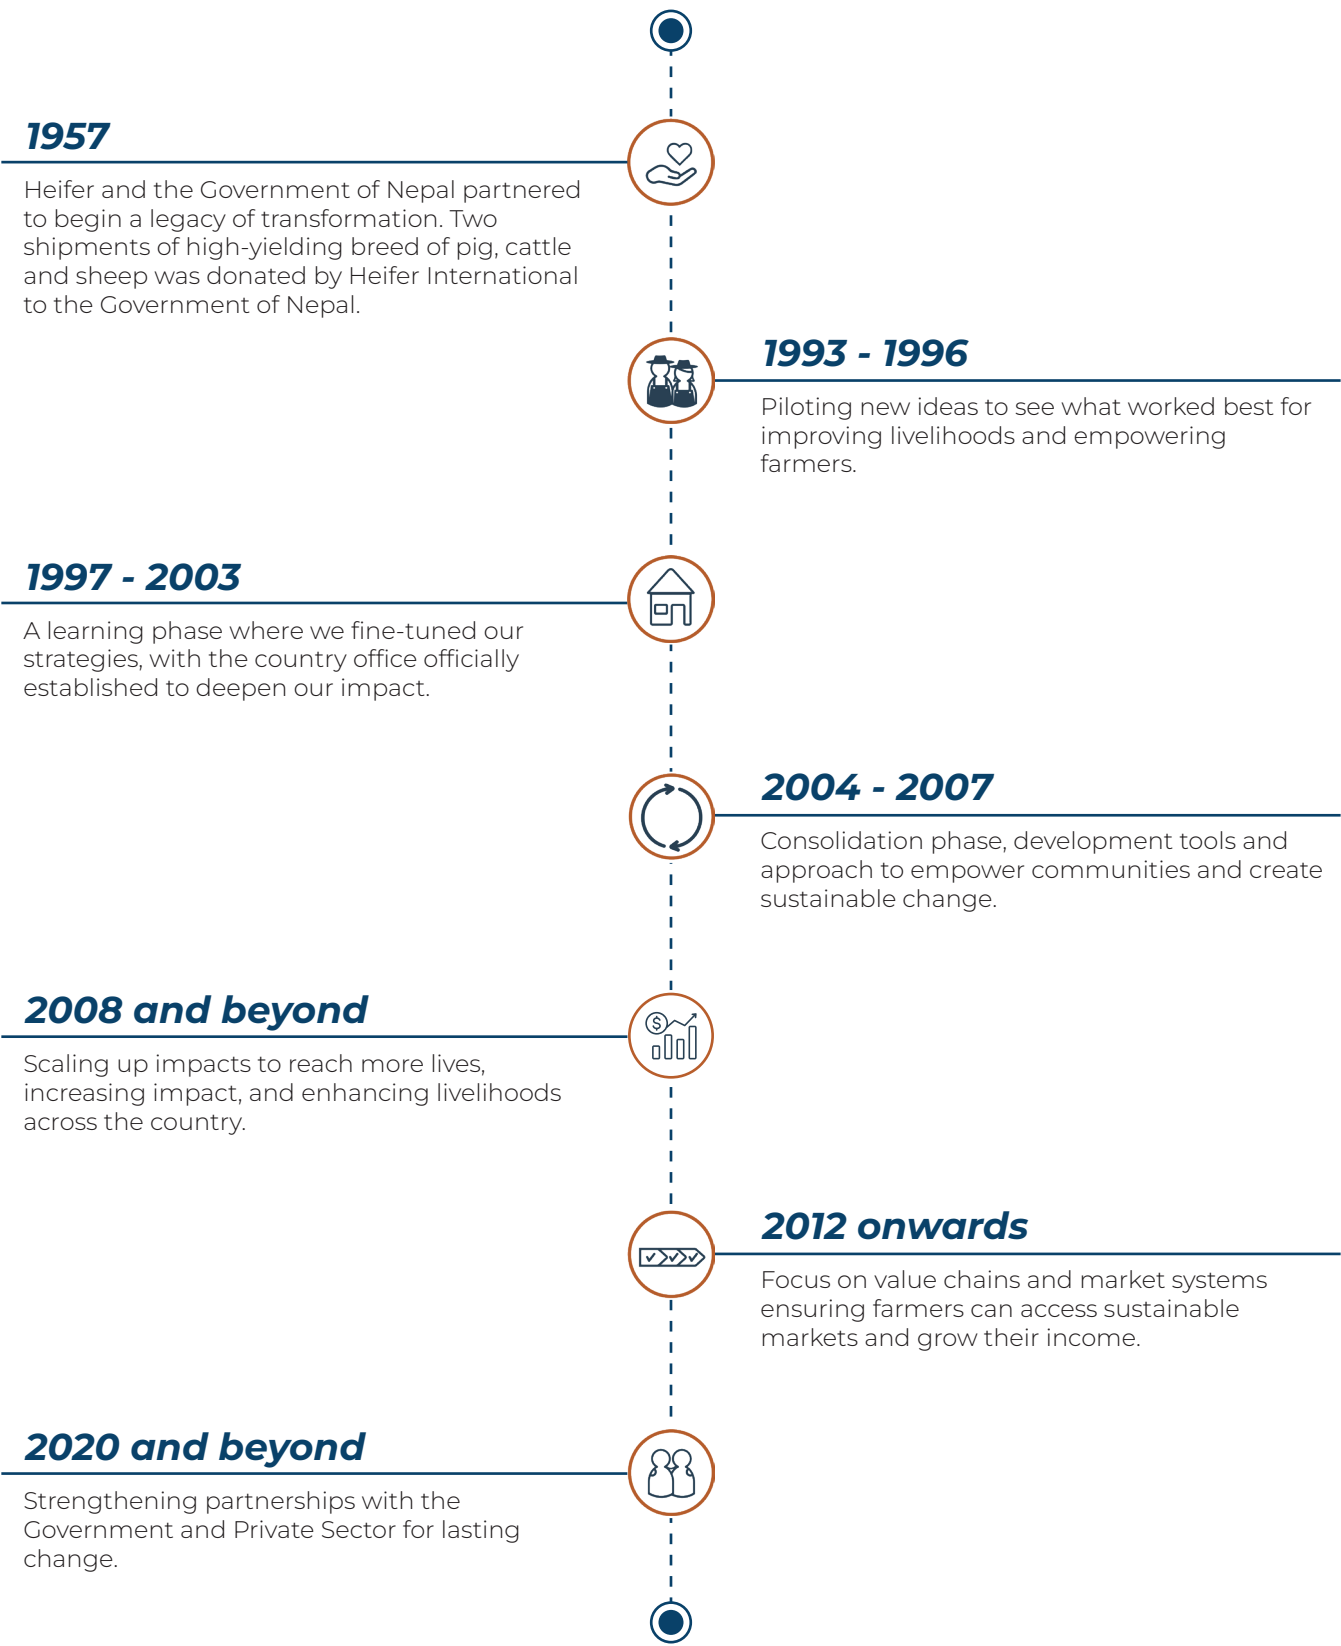 1957
Heifer and the Government of Nepal partnered
to begin a legacy of transformation. Two
shipments of high-yielding breed of pig, cattle
and sheep was donated by Heifer International
to the Government of Nepal.
1993 - 1996
Piloting new ideas to see what worked best for
improving livelihoods and empowering
farmers.
1997 - 2003
A learning phase where we fine-tuned our
strategies, with the country office officially
established to deepen our impact.
2004 - 2007
Consolidation phase, development tools and
approach to empower communities and create
sustainable change.
2008 and beyond
Scaling up impacts to reach more lives,
increasing impact, and enhancing livelihoods
across the country.
$
2012 onwards
Focus on value chains and market systems
ensuring farmers can access sustainable
markets and grow their income.
2020 and beyond
Strengthening partnerships with the
Government and Private Sector for lasting
change.